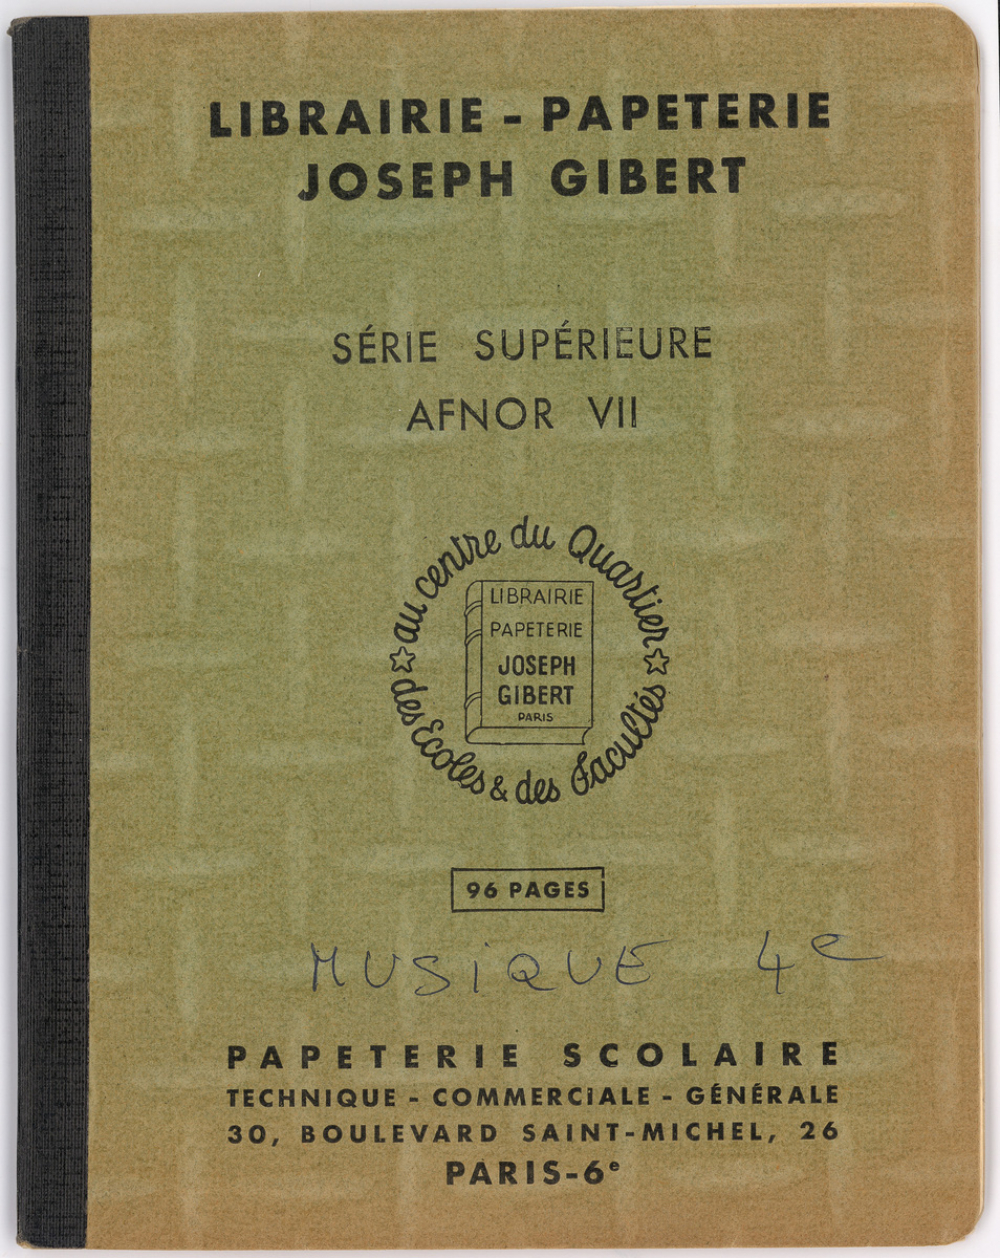 LIBRAIRIE - PAPETERIE
JOSEPH GIBERT
SÉRIE SUPÉRIEURE
AFNOR VII
au centre du Quartier
des Ecoles & des Facultés
LIBRAIRIE
PAPETERIE
JOSEPH
GIBERT
PARIS
96 PAGES
MUSiQUE 4e
PAPETERIE SCOLAIRE
TECHNIQUE - COMMERCIALE - GÉNÉRALE
30, BOULEVARD SAINT-MICHEL, 26
PARIS-6e